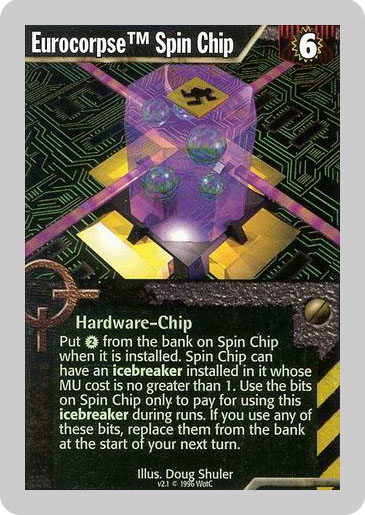 Eurocorpse™ Spin Chip
6
Hardware-Chip
Put 2 from the bank on Spin Chip
when it is installed. Spin Chip can
have an icebreaker installed in it whose
MU cost is no greater than 1. Use the bits
on Spin Chip only to pay for using this
icebreaker during runs. If you use any of
these bits, replace them from the bank
at the start of your next turn.
Illus. Doug Shuler
v2.1 © 1996 WotC